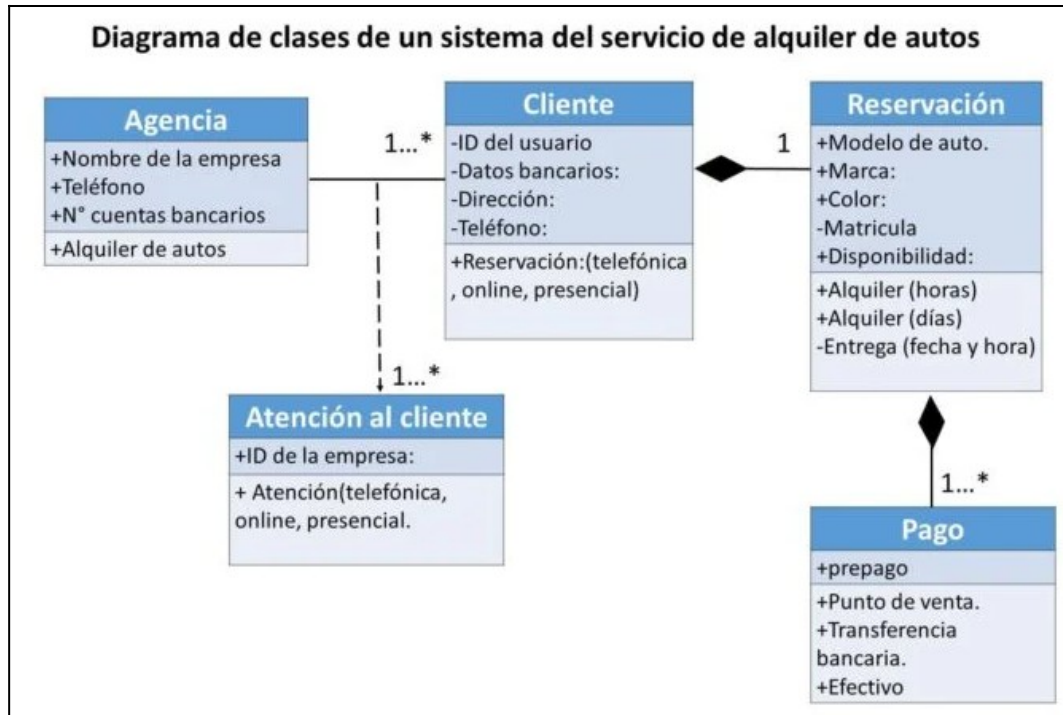 Diagrama de clases de un sistema del servicio de alquiler de autos
Agencia
+Nombre de la empresa
+Teléfono
+N° cuentas bancarios
+Alquiler de autos
1...*
Cliente
-ID del usuario
-Datos bancarios:
-Dirección:
-Teléfono:
+Reservación:(telefónica
, online, presencial)
1
Reservación
+Modelo de auto.
+Marca:
+Color:
-Matricula
+Disponibilidad:
+Alquiler (horas)
+Alquiler (días)
-Entrega (fecha y hora)
1...*
Atención al cliente
+ID de la empresa:
+ Atención(telefónica,
online, presencial.
1...*
Pago
+prepago
+Punto de venta.
+Transferencia
bancaria.
+Efectivo